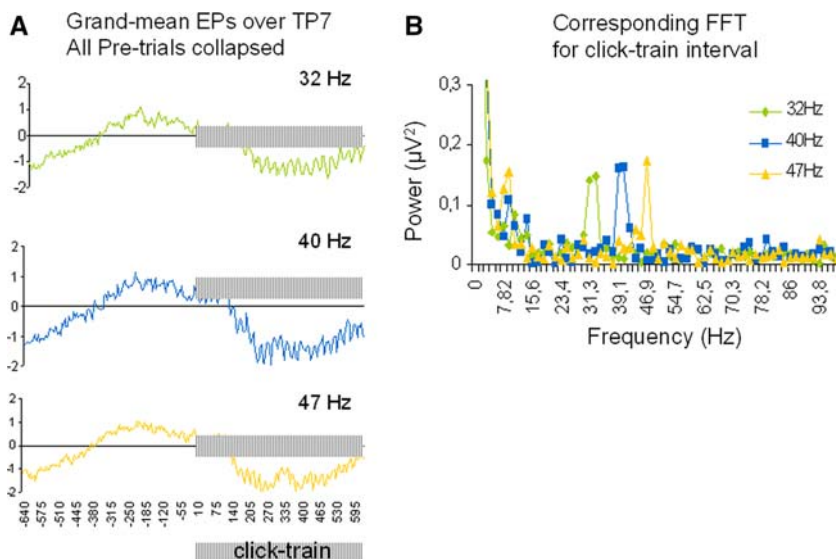 A
Grand-mean EPs over TP7
All Pre-trials collapsed
32 Hz
2
1
0
-1
-2
40 Hz
2
1
0
-1
-2
47 Hz
2
1
0
-1
-2
-640 -575 -510 -445 -380 -315 -250 -185 -120 -55 10 75 140 205 270 335 400 465 530 595
click-train
B
Corresponding FFT
for click-train interval
0,3
0,2
0,1
0
Power (µV²)
32Hz
40Hz
47Hz
0 7,82 15,6 23,4 31,3 39,1 46,9 54,7 62,5 70,3 78,2 86 93,8
Frequency (Hz)